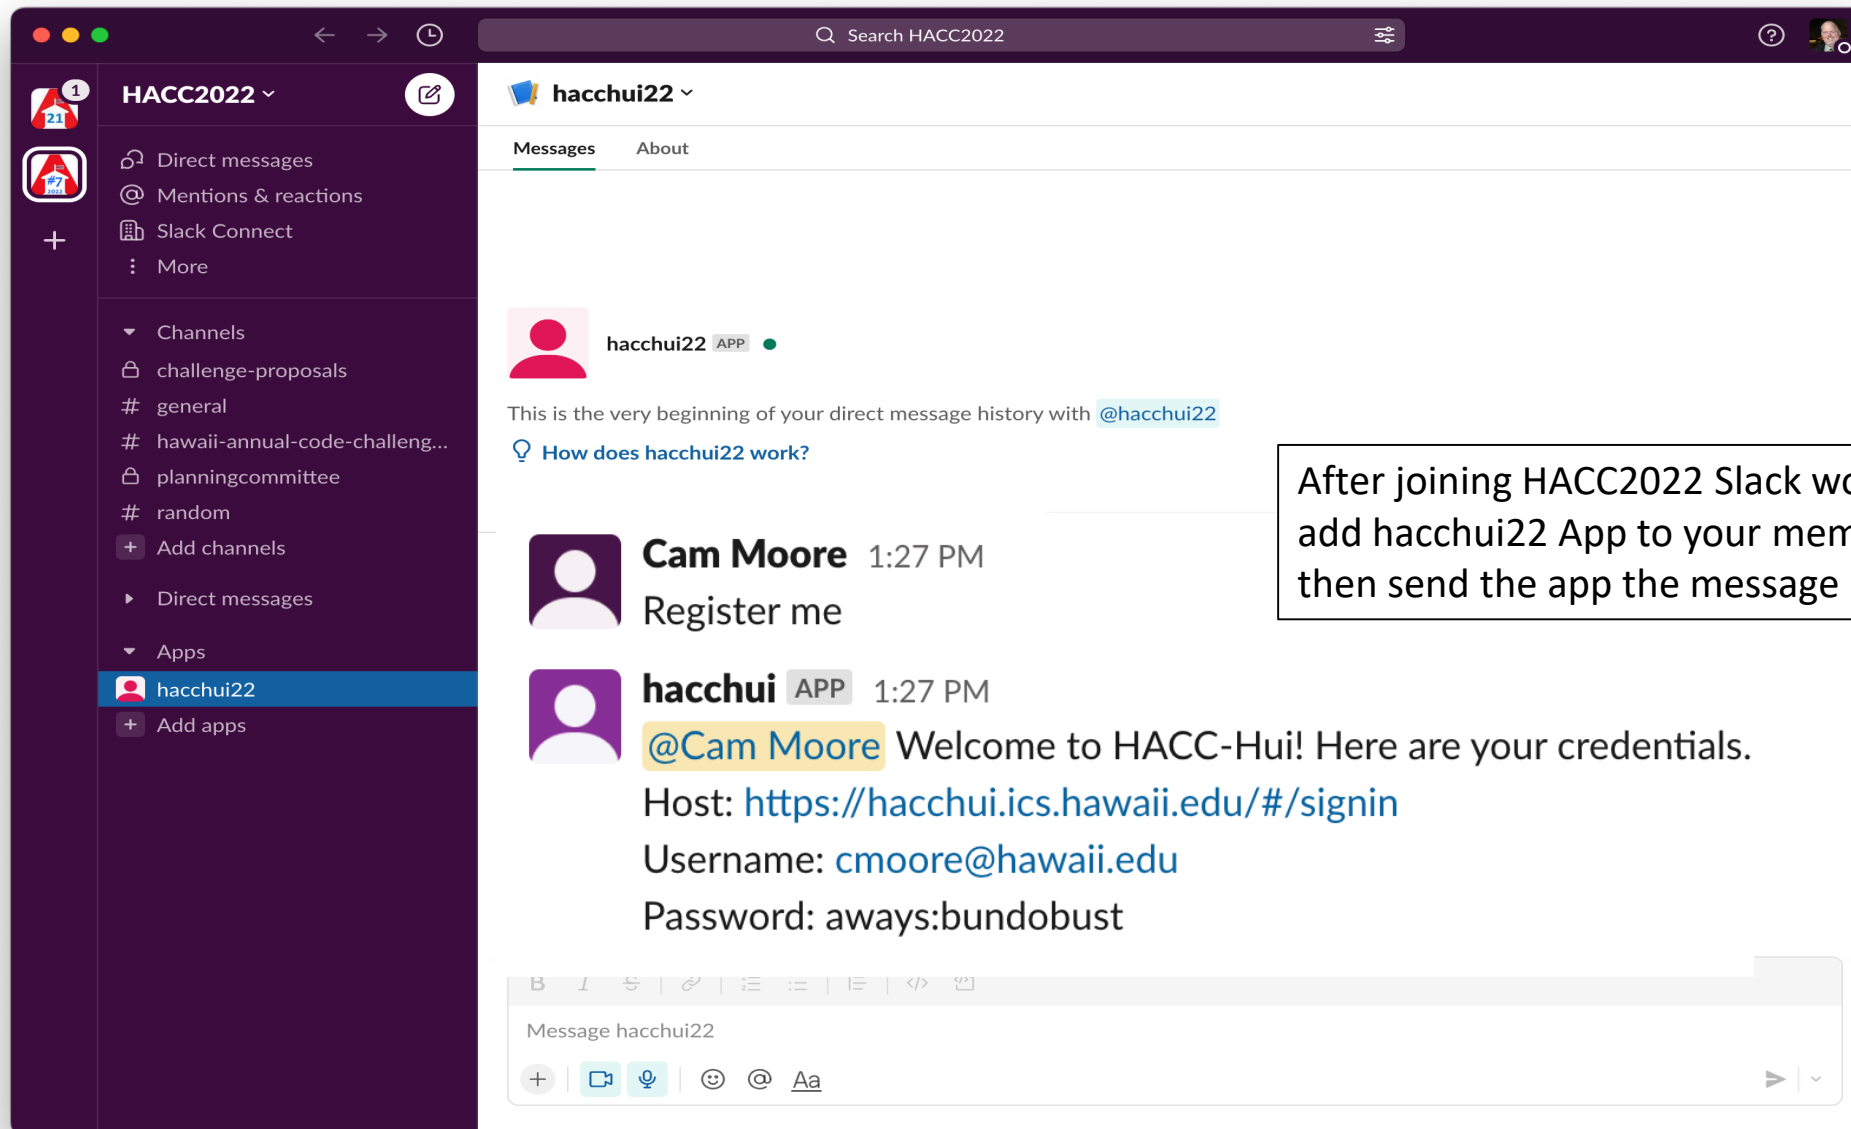 Search HACC2022
1
21
#7
2022
HACC2022
Direct messages
Mentions & reactions
Slack Connect
More
Channels
challenge-proposals
# general
# hawaii-annual-code-challeng...
planningcommittee
# random
+ Add channels
Direct messages
Apps
hacchui22
+ Add apps
hacchui22
Messages About
hacchui22 APP
This is the very beginning of your direct message history with @hacchui22
How does hacchui22 work?
After joining HACC2022 Slack
add hacchui22 App to your
then send the app the message
Cam Moore 1:27 PM
Register me
hacchui APP 1:27 PM
@Cam Moore Welcome to HACC-Hui! Here are your credentials.
Host: https://hacchui.ics.hawaii.edu/#/signin
Username: cmoore@hawaii.edu
Password: aways:bundobust
B I S
Message hacchui22
+ @ Aa